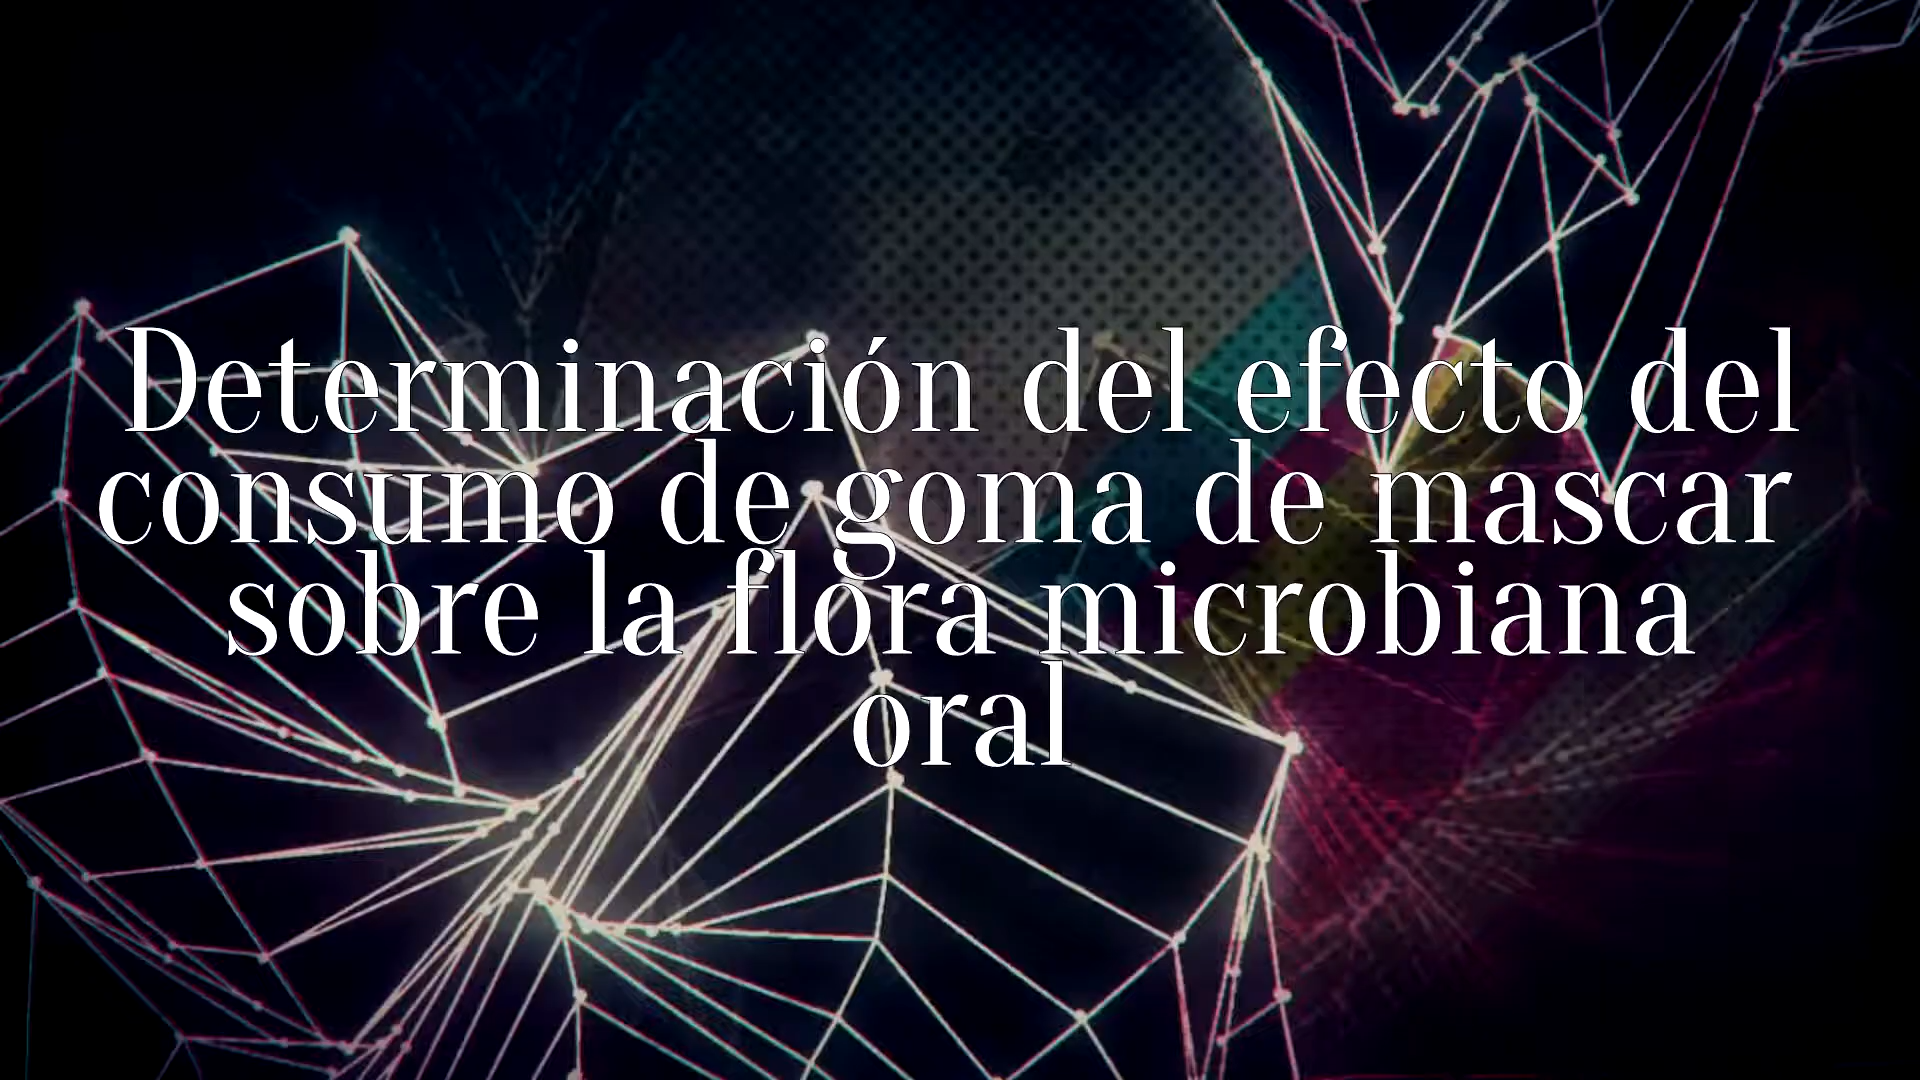 Determinación del efecto del
consumo de goma de mascar
sobre la flora microbiana
oral